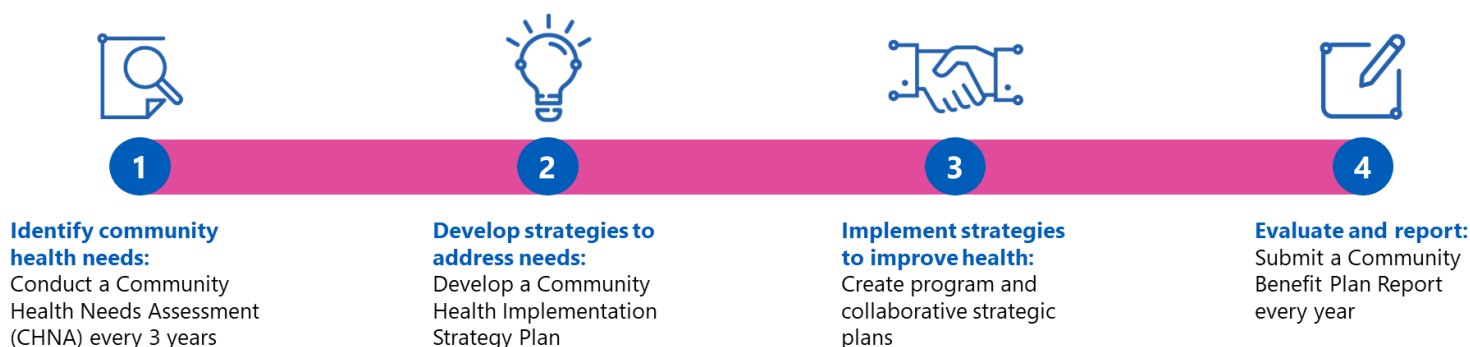 1
Identify community
health needs:
Conduct a Community
Health Needs Assessment
(CHNA) every 3 years
2
Develop strategies to
address needs:
Develop a Community
Health Implementation
Strategy Plan
3
Implement strategies
to improve health:
Create program and
collaborative strategic
plans
4
Evaluate and report:
Submit a Community
Benefit Plan Report
every year